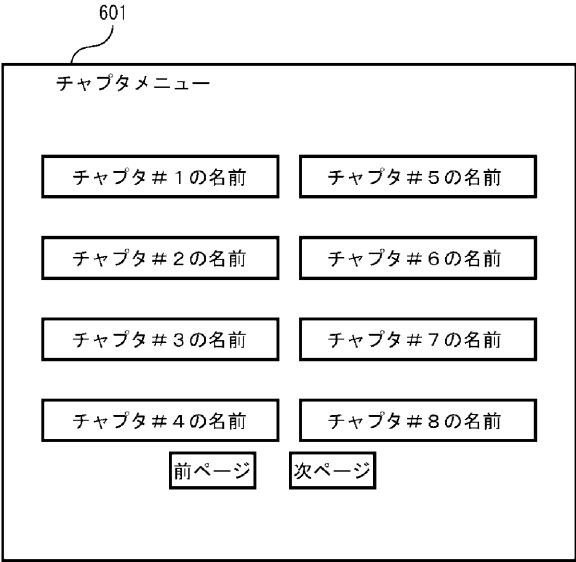 601
チャプタメニュー
チャプタ＃１の名前
チャプタ＃５の名前
チャプタ＃２の名前
チャプタ＃６の名前
チャプタ＃３の名前
チャプタ＃７の名前
チャプタ＃４の名前
チャプタ＃８の名前
前ページ
次ページ